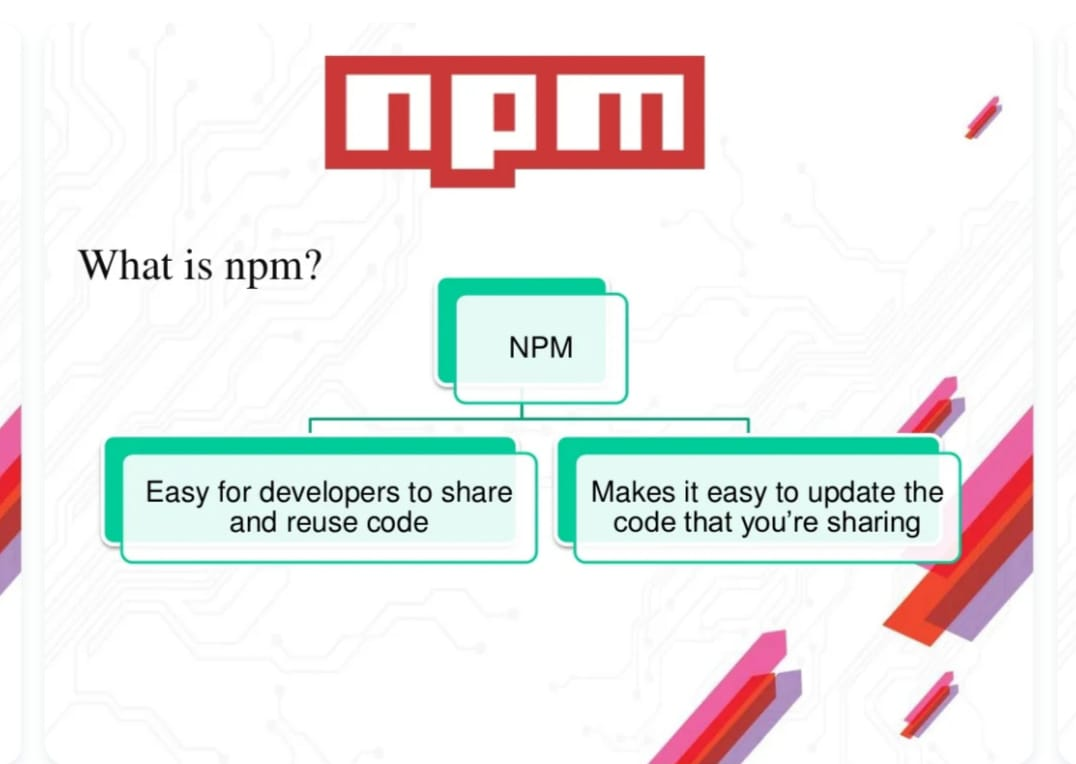 npm
What is npm?
NPM
Easy for developers to share
and reuse code
Makes it easy to update the
code that you’re sharing